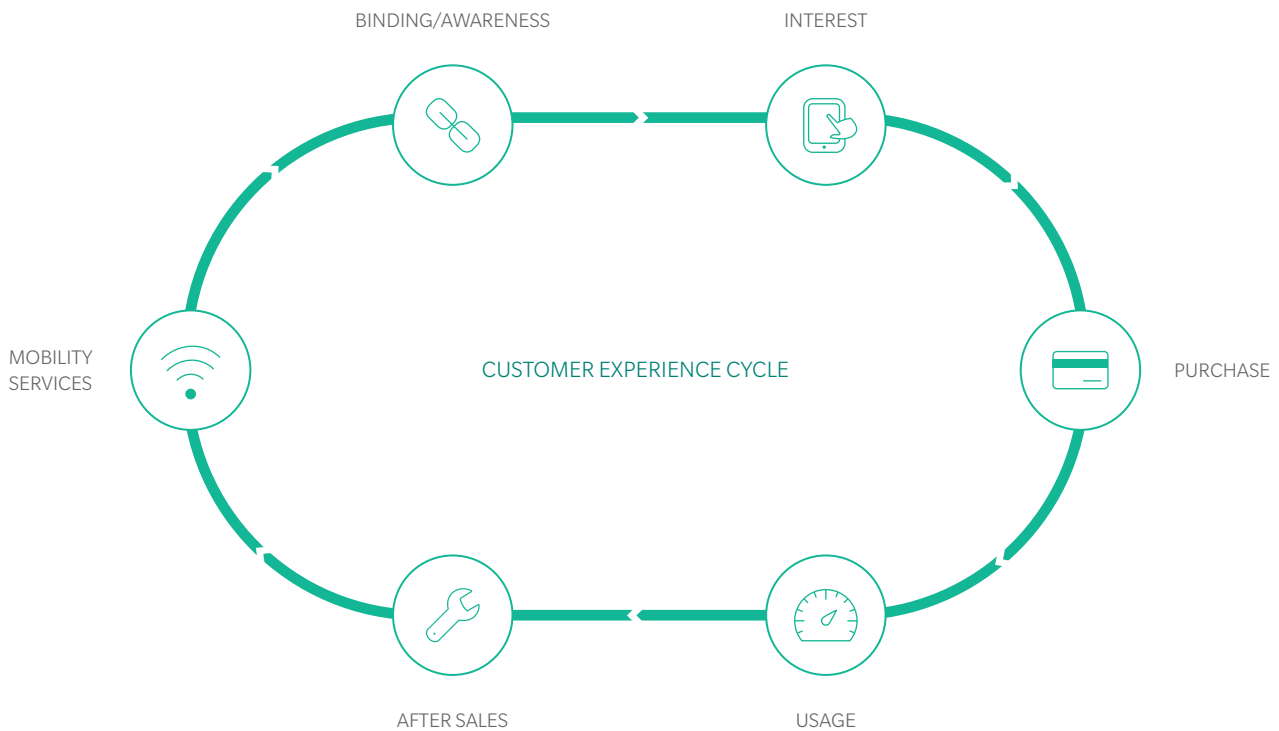 BINDING/AWARENESS
INTEREST
MOBILITY
SERVICES
CUSTOMER EXPERIENCE CYCLE
PURCHASE
AFTER SALES
USAGE